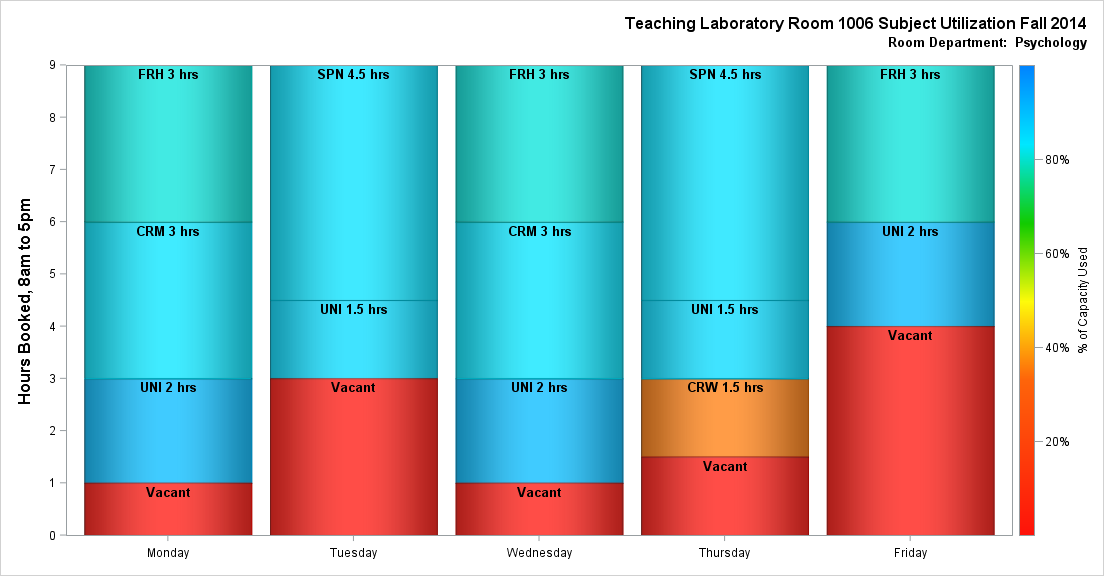 Teaching Laboratory Room 1006 Subject Utilization Fall 2014
Room Department: Psychology
Hours Booked, 8am to 5pm
9
8
7
6
5
4
3
2
1
0
FRH 3 hrs
CRM 3 hrs
UNI 2 hrs
Vacant
SPN 4.5 hrs
UNI 1.5 hrs
Vacant
FRH 3 hrs
CRM 3 hrs
UNI 2 hrs
Vacant
SPN 4.5 hrs
UNI 1.5 hrs
CRW 1.5 hrs
Vacant
FRH 3 hrs
UNI 2 hrs
Vacant
Monday
Tuesday
Wednesday
Thursday
Friday
80%
60%
40%
20%
% of Capacity Used